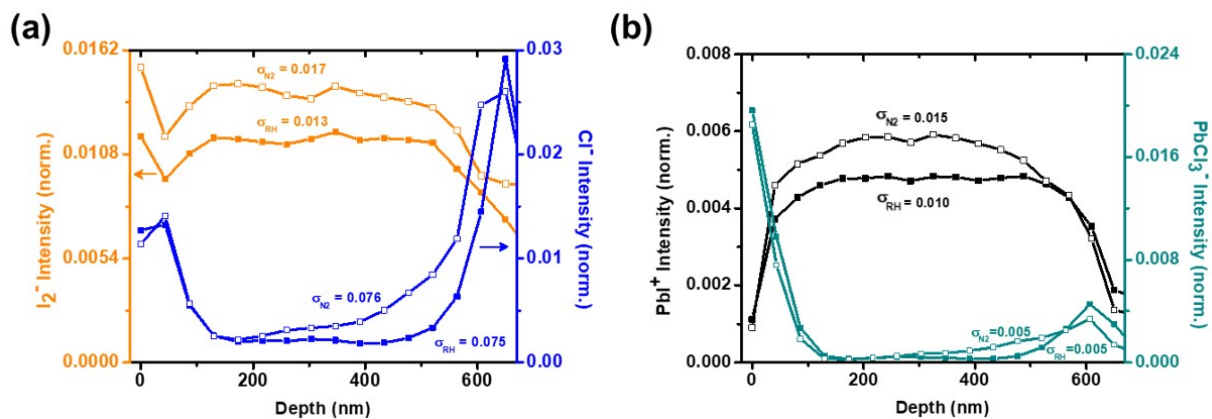 (a)
0.0162
0.0108
0.0054
0.0000
I₂⁻ Intensity (norm.)
σN2 = 0.017
σRH = 0.013
σN2 = 0.076
σRH = 0.075
0.03
0.02
0.01
0.00
Cl⁻ Intensity (norm.)
0
200
400
600
Depth (nm)
(b)
0.008
0.006
0.004
0.002
0.000
PbI⁺ Intensity (norm.)
σN2 = 0.015
σRH = 0.010
σN2=0.005
σRH=0.005
0.024
0.016
0.008
0.000
PbCl₃⁻ Intensity (norm.)
0
200
400
600
Depth (nm)